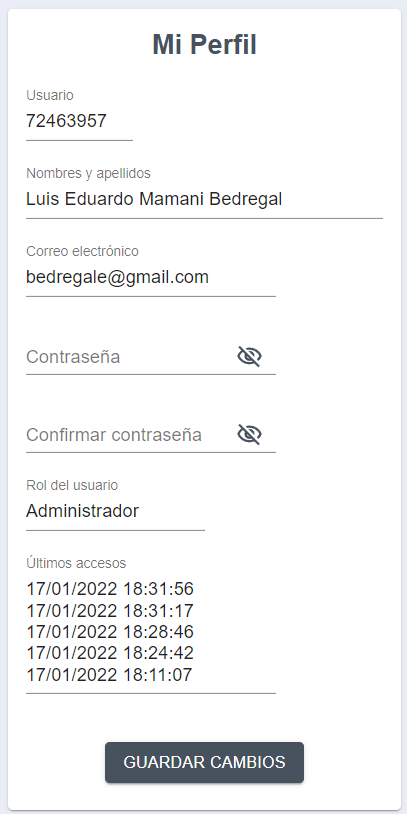 Mi Perfil
Usuario
72463957
Nombres y apellidos
Luis Eduardo Mamani Bedregal
Correo electrónico
bedregale@gmail.com
Contraseña
Confirmar contraseña
Rol del usuario
Administrador
Últimos accesos
17/01/2022 18:31:56
17/01/2022 18:31:17
17/01/2022 18:28:46
17/01/2022 18:24:42
17/01/2022 18:11:07
GUARDAR CAMBIOS